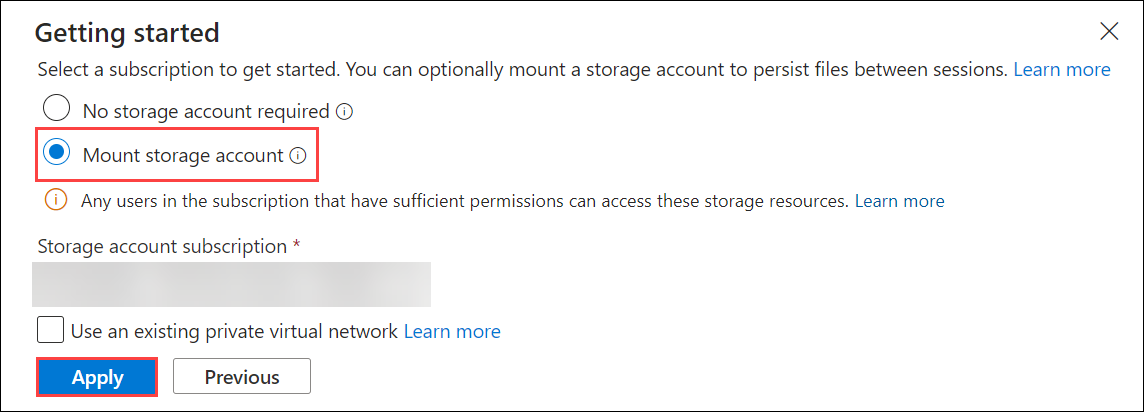 Getting started
Select a subscription to get started. You can optionally mount a storage account to persist files between sessions. Learn more
No storage account required
Mount storage account
Any users in the subscription that have sufficient permissions can access these storage resources. Learn more
Storage account subscription *
Use an existing private virtual network Learn more
Apply
Previous